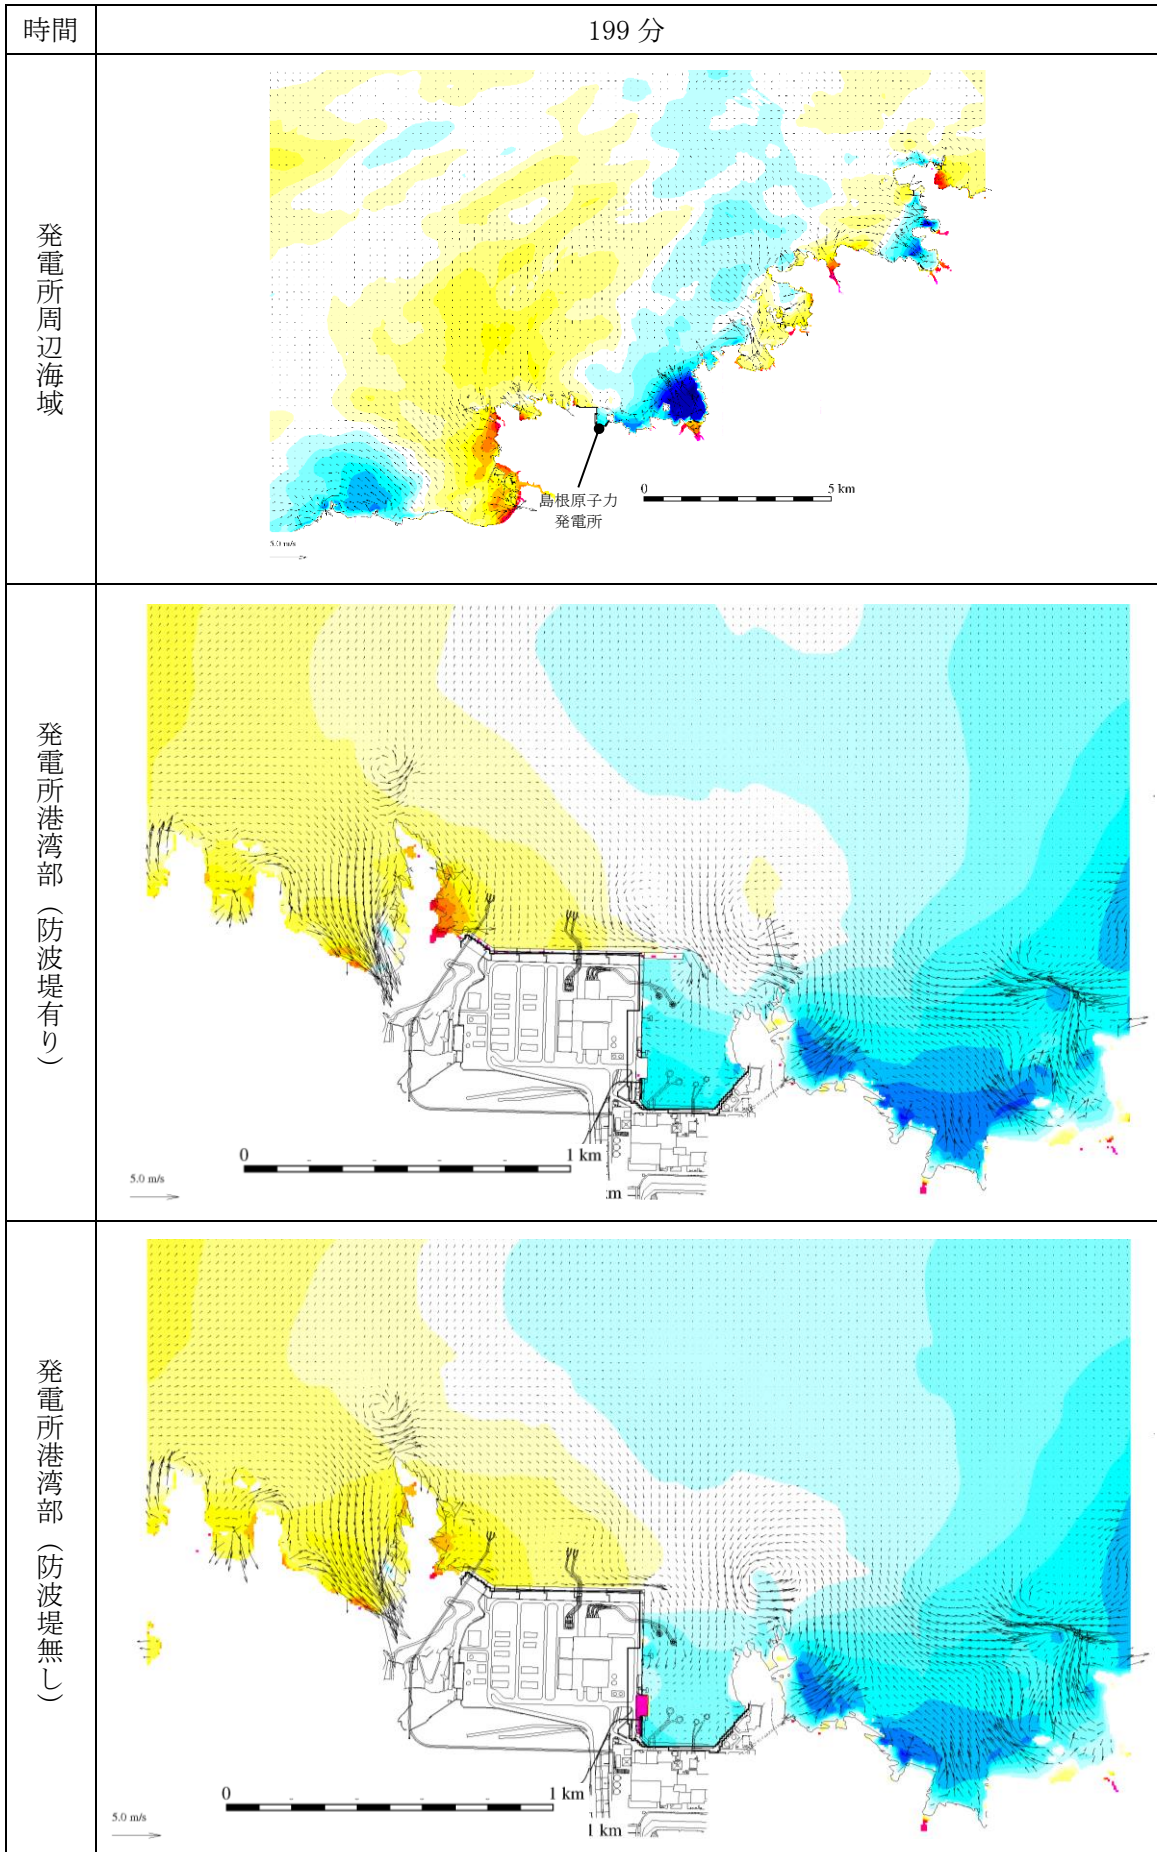 時間
199 分
発電所周辺海域
島根原子力
発電所
0
5 km
5.0 m/s
発電所港湾部（防波堤有り）
0
1 km
5.0 m/s
発電所港湾部（防波堤無し）
0
1 km
5.0 m/s
1 km